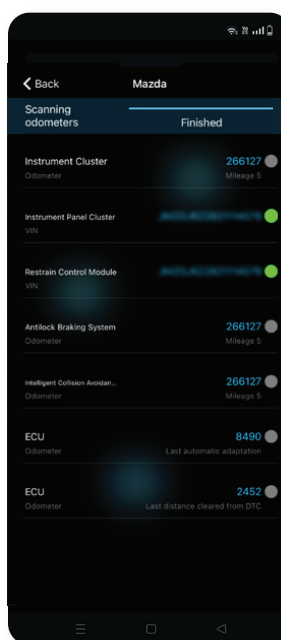 Back
Mazda
Scanning
odometers
Finished
Instrument Cluster
266127
Odometer
Mileage 5
Instrument Panel Cluster
VIN
Restrain Control Module
VIN
Antilock Braking System
266127
Odometer
Mileage 5
Intelligent Collision Avoidan...
266127
Odometer
Mileage 5
ECU
8490
Odometer
Last automatic adaptation
ECU
2452
Odometer
Last distance cleared from DTC